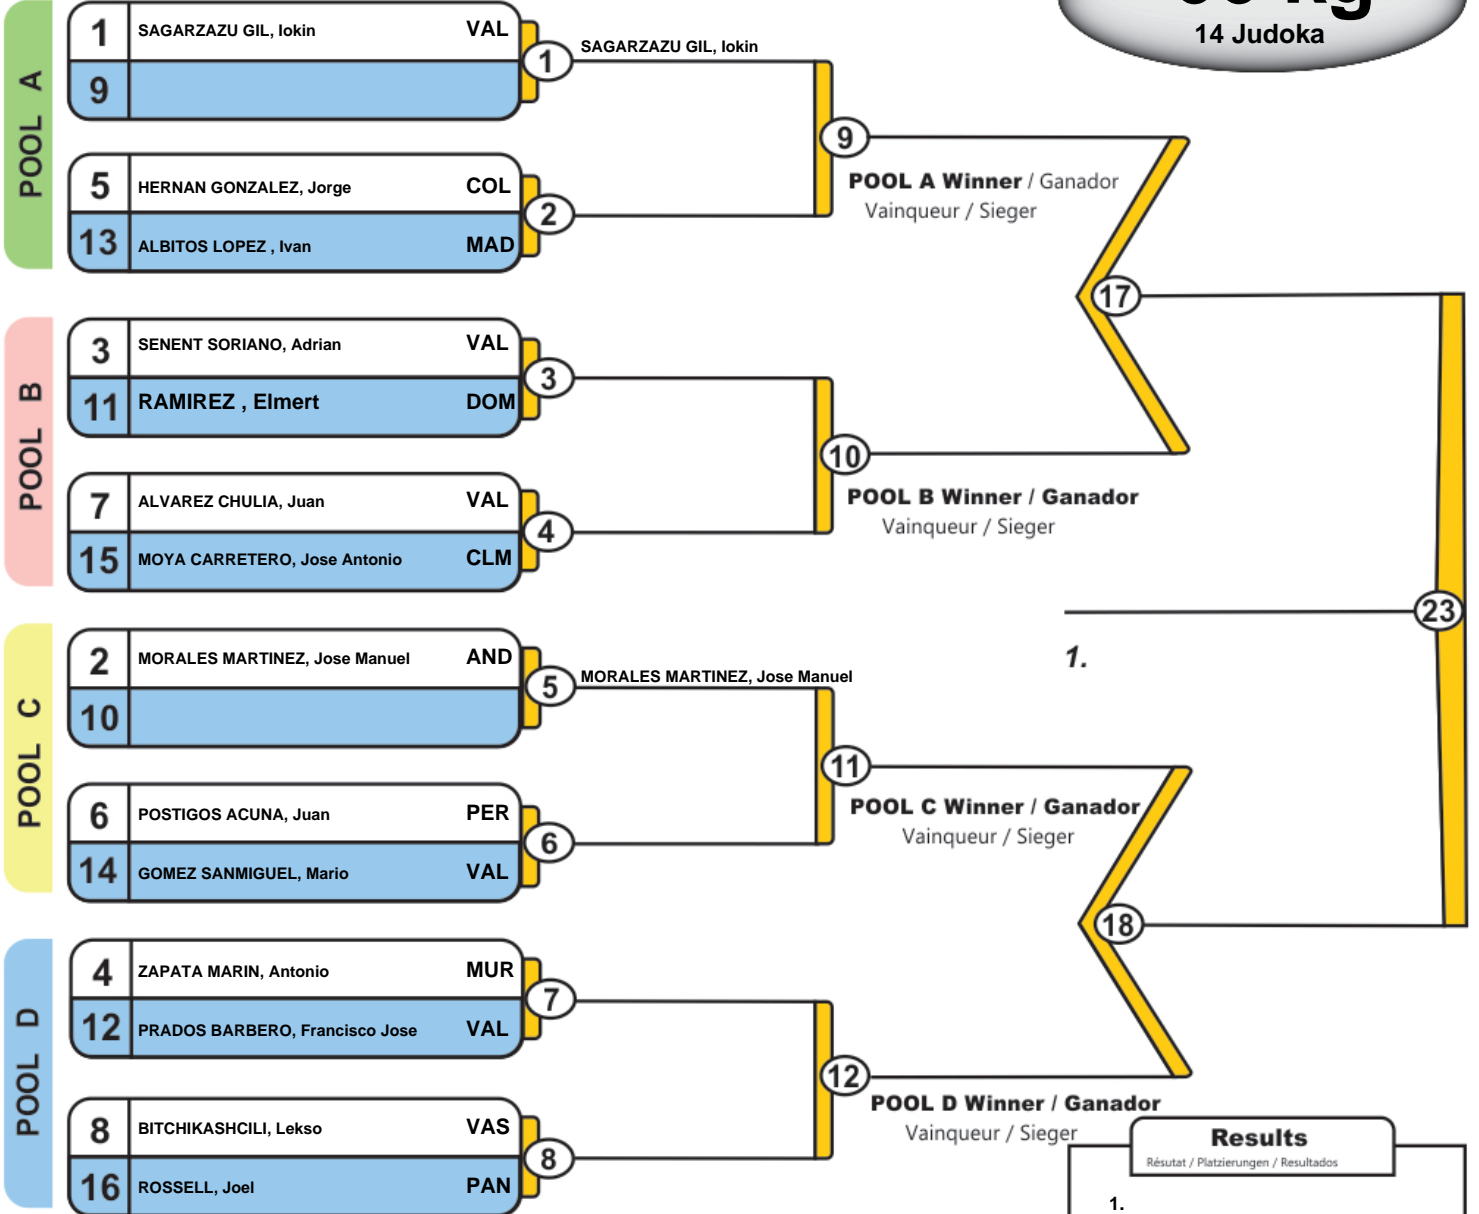 14 Judoka
POOL A
1 SAGARZAZU GIL, Iokin VAL
9
1 SAGARZAZU GIL, Iokin
5 HERNAN GONZALEZ, Jorge COL
13 ALBITOS LOPEZ , Ivan MAD
2
9
POOL A Winner / Ganador
Vainqueur / Sieger
17
POOL B
3 SENENT SORIANO, Adrian VAL
11 RAMIREZ , Elmert DOM
3
7 ALVAREZ CHULIA, Juan VAL
15 MOYA CARRETERO, Jose Antonio CLM
4
10
POOL B Winner / Ganador
Vainqueur / Sieger
23
1.
POOL C
2 MORALES MARTINEZ, Jose Manuel AND
10
5 MORALES MARTINEZ, Jose Manuel
6 POSTIGOS ACUNA, Juan PER
14 GOMEZ SANMIGUEL, Mario VAL
6
11
POOL C Winner / Ganador
Vainqueur / Sieger
18
POOL D
4 ZAPATA MARIN, Antonio MUR
12 PRADOS BARBERO, Francisco Jose VAL
7
8 BITCHIKASHCILI, Lekso VAS
16 ROSSELL, Joel PAN
8
12
POOL D Winner / Ganador
Vainqueur / Sieger
Results
Résutat / Platzierungen / Resultados
1.